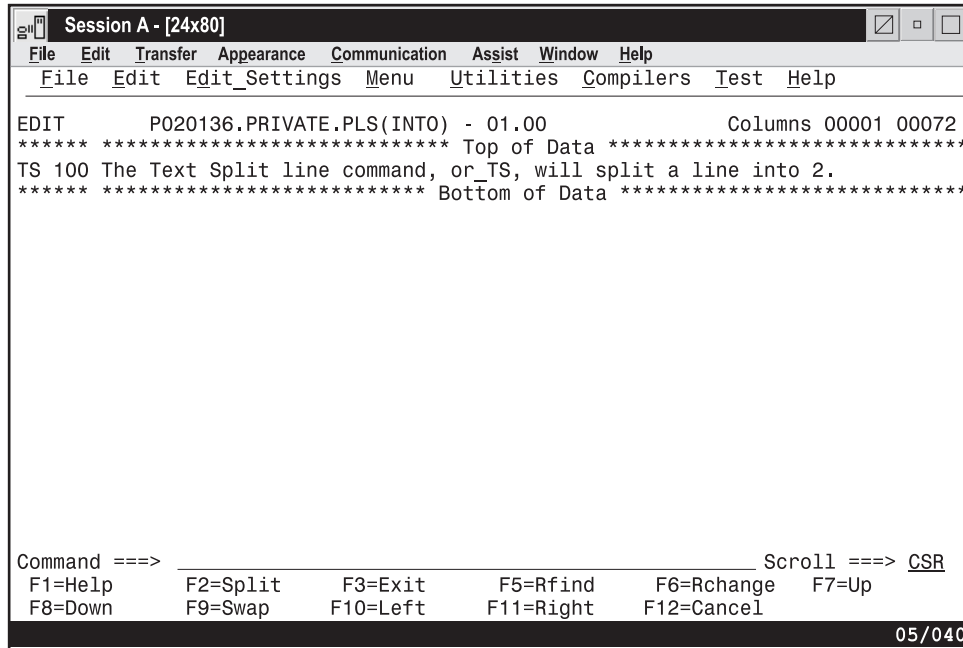 Session A - [24x80]
File Edit Transfer Appearance Communication Assist Window Help
File Edit Edit_Settings Menu Utilities Compilers Test Help
EDIT P020136.PRIVATE.PLS(INTO) - 01.00 Columns 00001 00072
****** ***************************** Top of Data ******************************
TS 100 The Text Split line command, or_TS, will split a line into 2.
****** *************************** Bottom of Data *****************************
Command ===> Scroll ===> CSR
F1=Help F2=Split F3=Exit F5=Rfind F6=Rchange F7=Up
F8=Down F9=Swap F10=Left F11=Right F12=Cancel
05/040